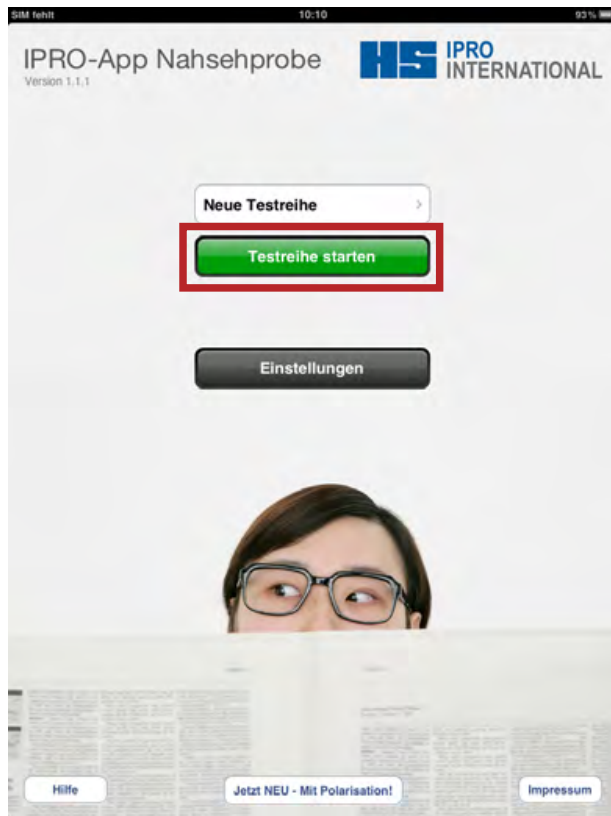 SIM fehlt 10:10 93 %
IPRO-App Nahsehprobe
Version 1.1.1
HS IPRO
INTERNATIONAL
Neue Testreihe
Testreihe starten
Einstellungen
Hilfe
Jetzt NEU - Mit Polarisation!
Impressum